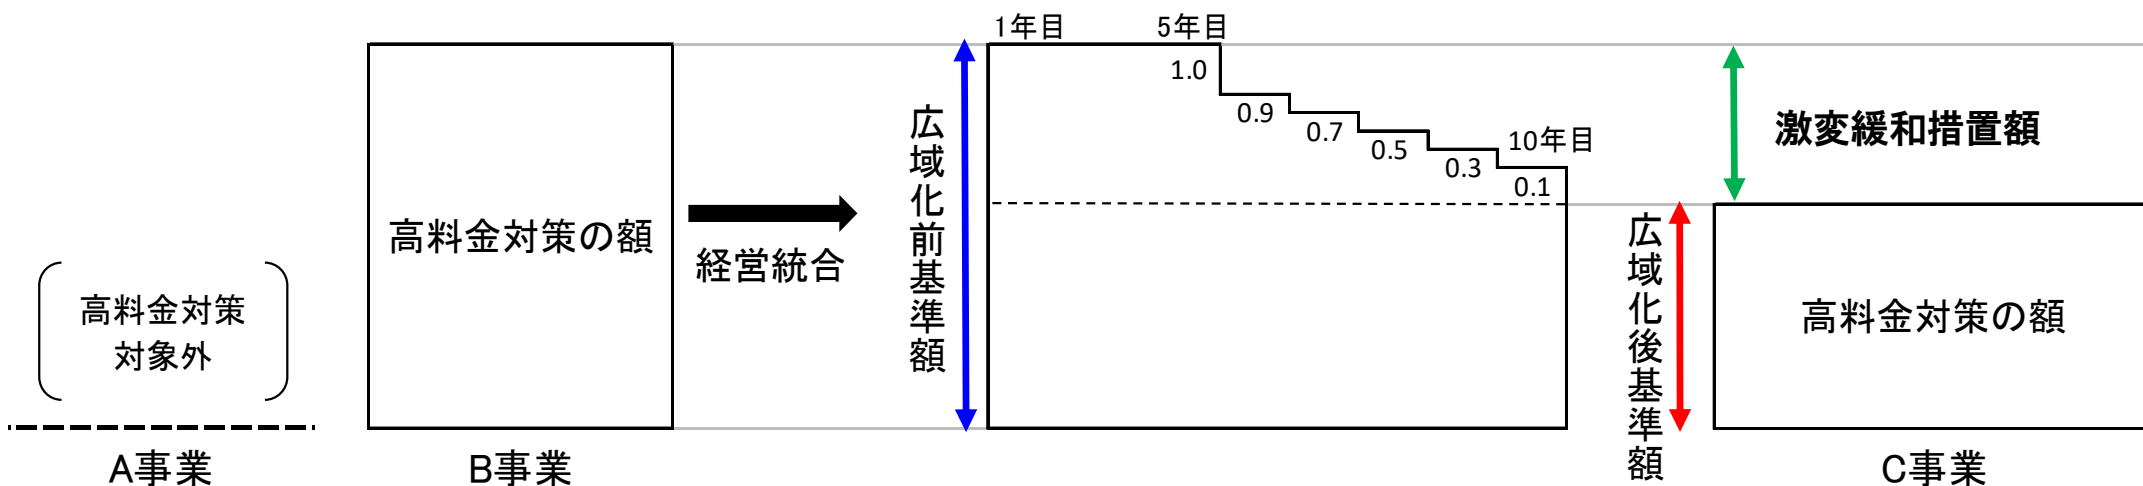 1年目
5年目
1.0
0.9
0.7
0.5
0.3
10年目
0.1
広域化前基準額
激変緩和措置額
高料金対策の額
経営統合
高料金対策
対象外
広域化後基準額
高料金対策の額
A事業
B事業
C事業